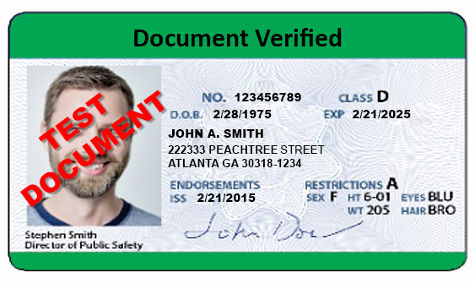 Document Verified
TEST
DOCUMENT
NO. 123456789 CLASS D
D.O.B. 2/28/1975 EXP 2/21/2025
JOHN A. SMITH
222333 PEACHTREE STREET
ATLANTA GA 30318-1234
ENDORSEMENTS RESTRICTIONS A
ISS 2/21/2015 SEX F HT 6-01 EYES BLU
WT 205 HAIR BRO
John Doe
Stephen Smith
Director of Public Safety